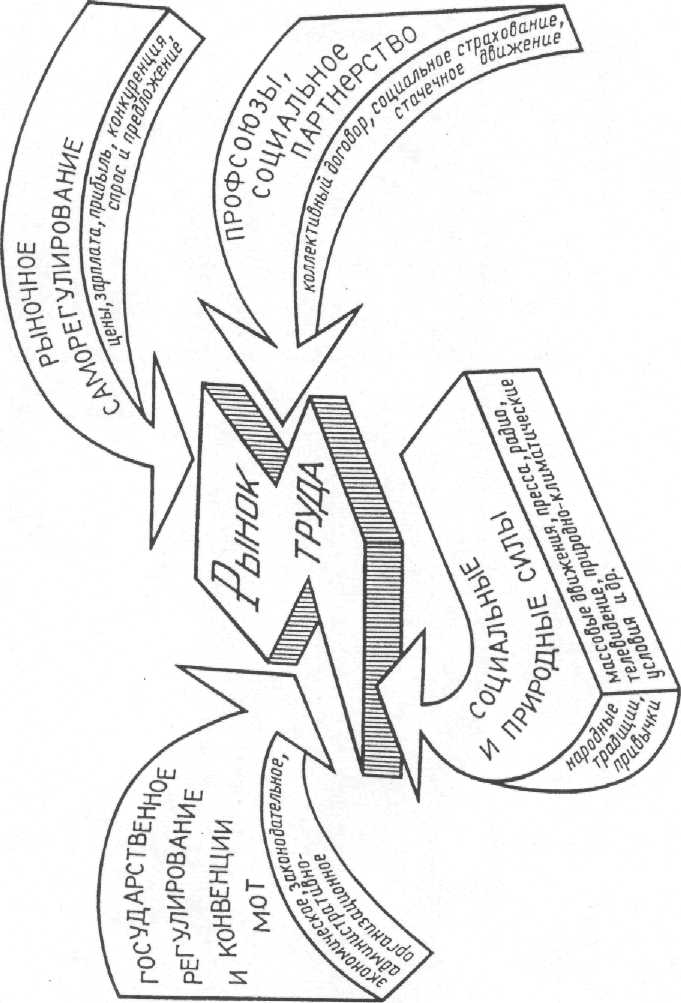 РЫНОЧНОЕ
САМОРЕГУЛИРОВАНИЕ
цены, зарплата, прибыль, конкуренция,
спрос и предложение,
ПРОФСОЮЗЫ,
СОЦИАЛЬНОЕ
ПАРТНЕРСТВО
коллективный договор, социальное страхование,
стачечное движение
РЫНОК
ТРУДА
ГОСУДАРСТВЕННОЕ
РЕГУЛИРОВАНИЕ
И КОНВЕНЦИИ
МОТ
экономическое, законодательное,
административно-
организационное
СОЦИАЛЬНЫЕ
И ПРИРОДНЫЕ СИЛЫ
народные
традиции,
привычки
массовые движения, пресса, радио,
телевидение, природно-климатические
условия и др.